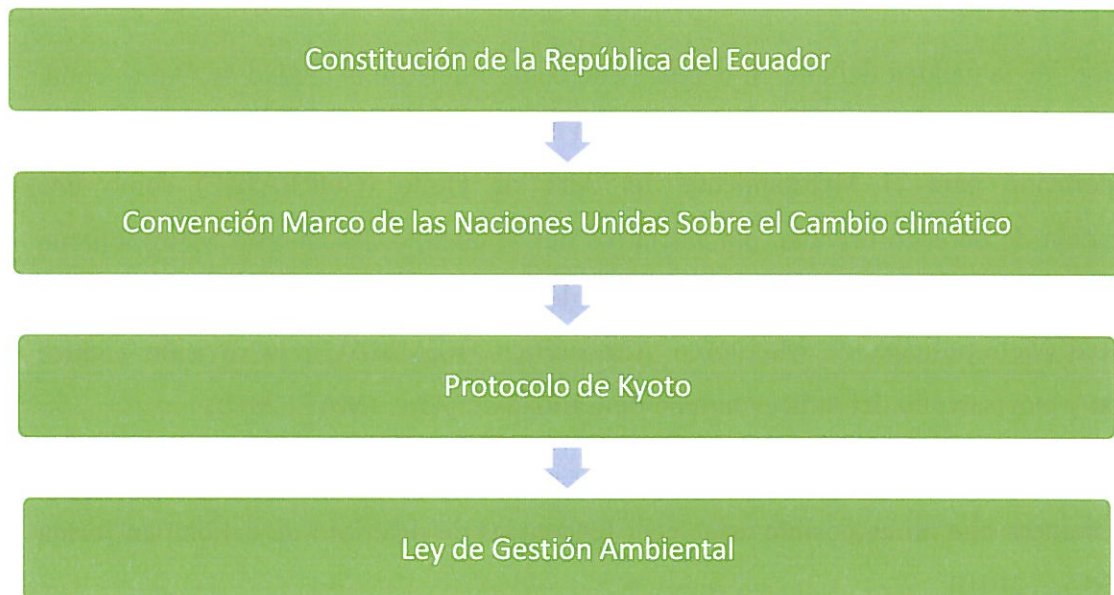 Constitución de la República del Ecuador
Convención Marco de las Naciones Unidas Sobre el Cambio climático
Protocolo de Kyoto
Ley de Gestión Ambiental